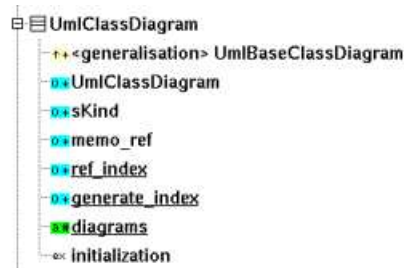 UmlClassDiagram
<generalisation> UmlBaseClassDiagram
UmlClassDiagram
sKind
memo_ref
ref_index
generate_index
diagrams
initialization